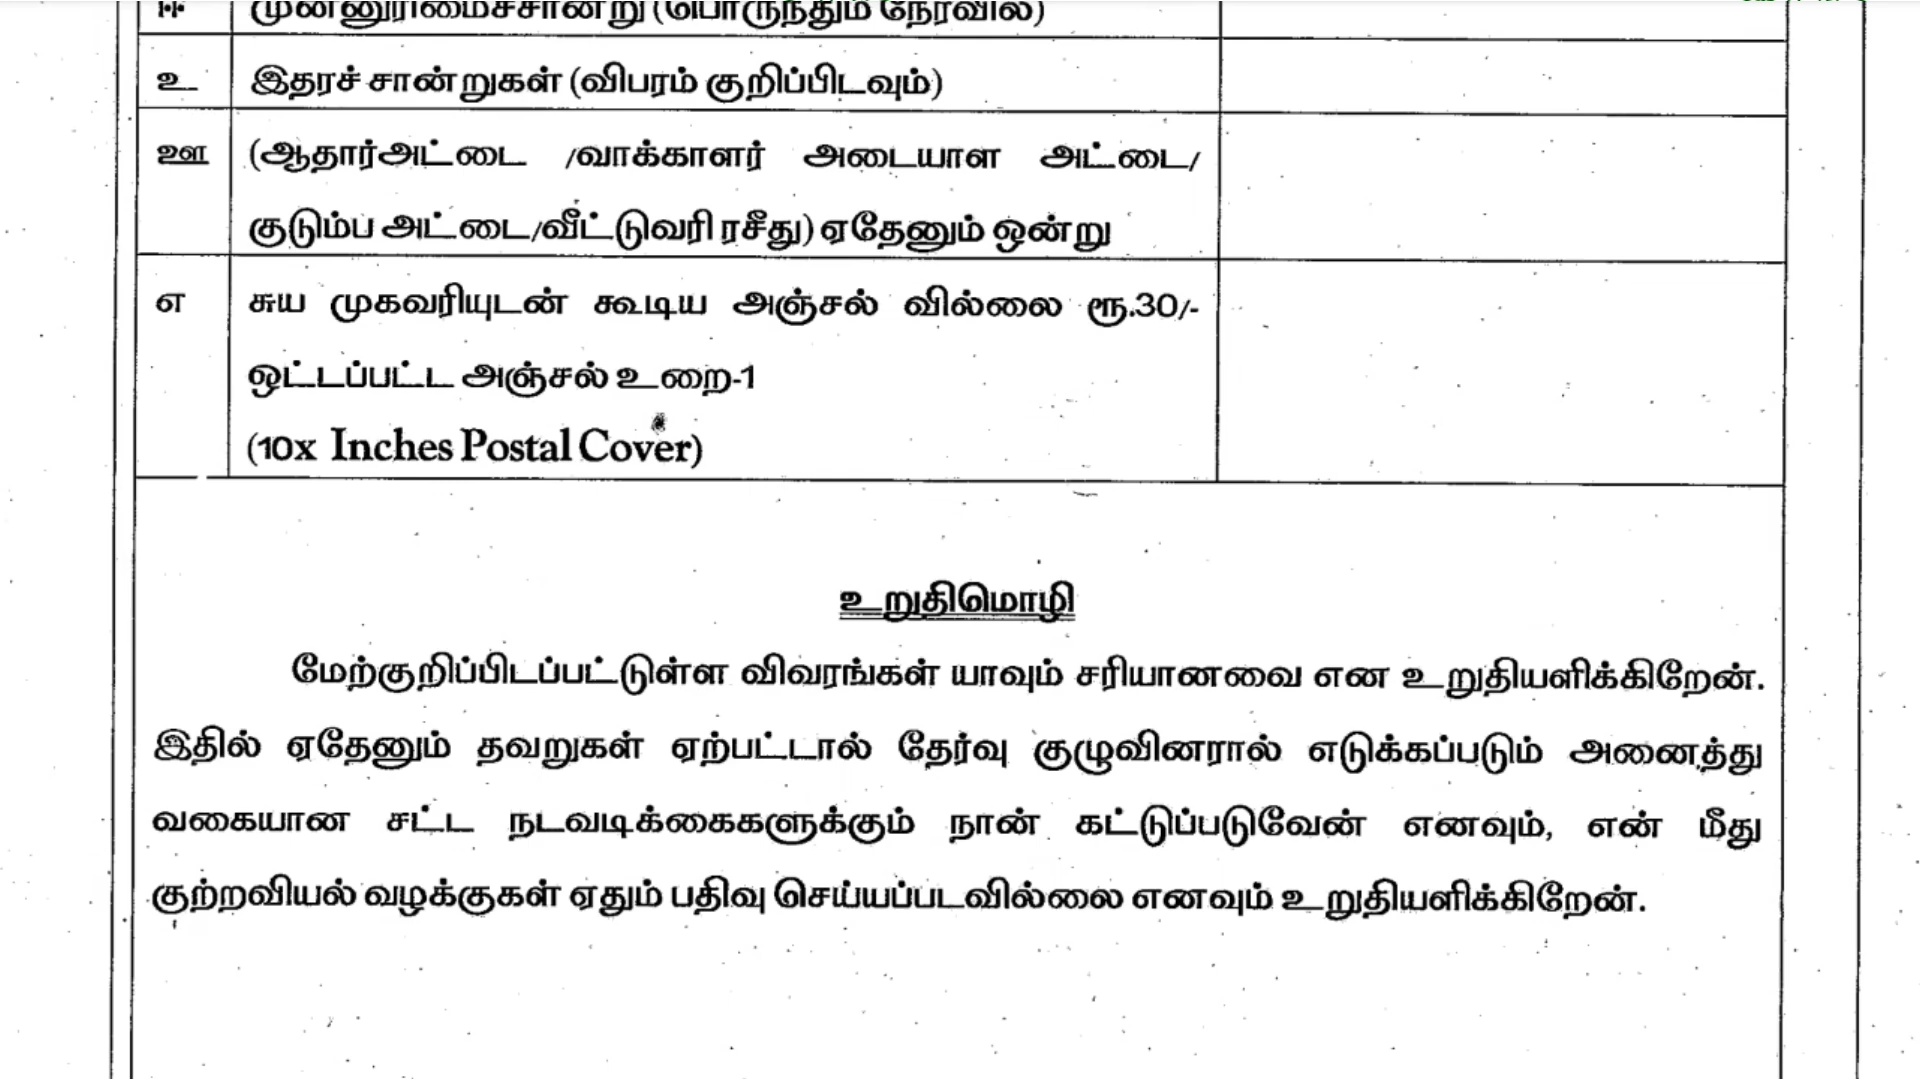 முன்னுரிமைச்சான்று (பொருந்தும் நேர்வில்)
உ இதரச் சான்றுகள் (விபரம் குறிப்பிடவும்)
ஊ (ஆதார்அட்டை /வாக்காளர் அடையாள அட்டை/
குடும்ப அட்டை/வீட்டுவரி ரசீது) ஏதேனும் ஒன்று
எ சுய முகவரியுடன் கூடிய அஞ்சல் வில்லை ரூ.30/-
ஒட்டப்பட்ட அஞ்சல் உறை-1
(10x Inches Postal Cover)
உறுதிமொழி
மேற்குறிப்பிடப்பட்டுள்ள விவரங்கள் யாவும் சரியானவை என உறுதியளிக்கிறேன்.
இதில் ஏதேனும் தவறுகள் ஏற்பட்டால் தேர்வு குழுவினரால் எடுக்கப்படும் அனைத்து
வகையான சட்ட நடவடிக்கைகளுக்கும் நான் கட்டுப்படுவேன் எனவும், என் மீது
குற்றவியல் வழக்குகள் ஏதும் பதிவு செய்யப்படவில்லை எனவும் உறுதியளிக்கிறேன்.